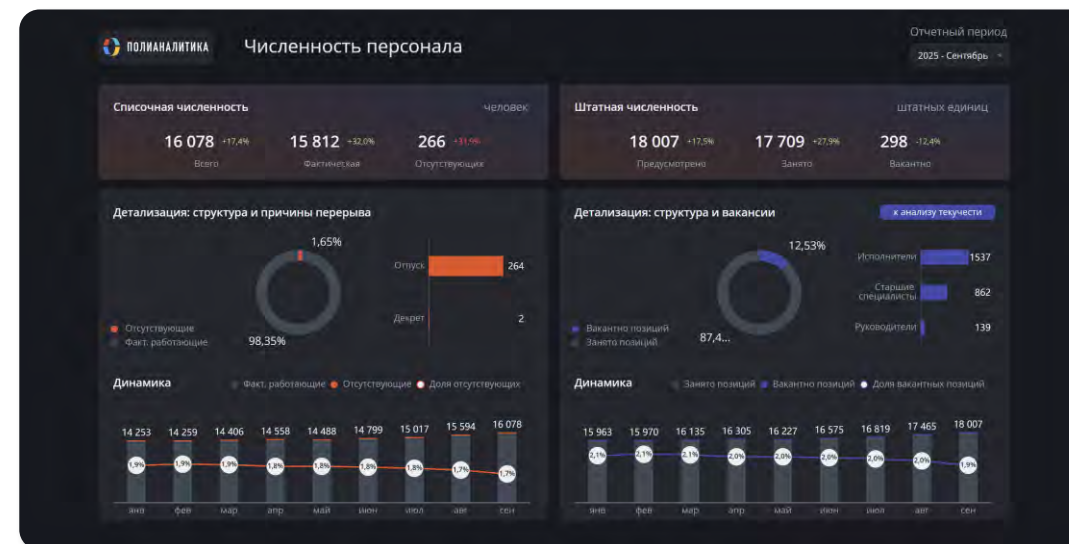 ПОЛИАНАЛИТИКА
Численность персонала
Отчетный период
2025 - Сентябрь
Списочная численность
человек
16 078 +17,4%
15 812 +32,0%
266 +31,9%
Всего
Фактическая
Отсутствующих
Штатная численность
штатных единиц
18 007 +17,5%
17 709 +27,9%
298 -12,4%
Предусмотрено
Занято
Вакантно
Детализация: структура и причины перерыва
1,65%
98,35%
Отсутствующие
Факт. работающие
Отпуск 264
Декрет 2
Детализация: структура и вакансии
к анализу текучести
12,53%
87,4...
Вакантно позиций
Занято позиций
Исполнители 1537
Старшие
специалисты 862
Руководители 139
Динамика
Факт. работающие Отсутствующие Доля отсутствующих
14 253 14 259 14 406 14 558 14 488 14 799 15 017 15 594 16 078
1,9% 1,9% 1,9% 1,8% 1,8% 1,8% 1,8% 1,7% 1,7%
янв фев мар апр май июн июл авг сен
Динамика
Занято позиций Вакантно позиций Доля вакантных позиций
15 963 15 970 16 135 16 305 16 227 16 575 16 819 17 465 18 007
2,1% 2,1% 2,1% 2,0% 2,0% 2,0% 2,0% 2,0% 1,9%
янв фев мар апр май июн июл авг сен